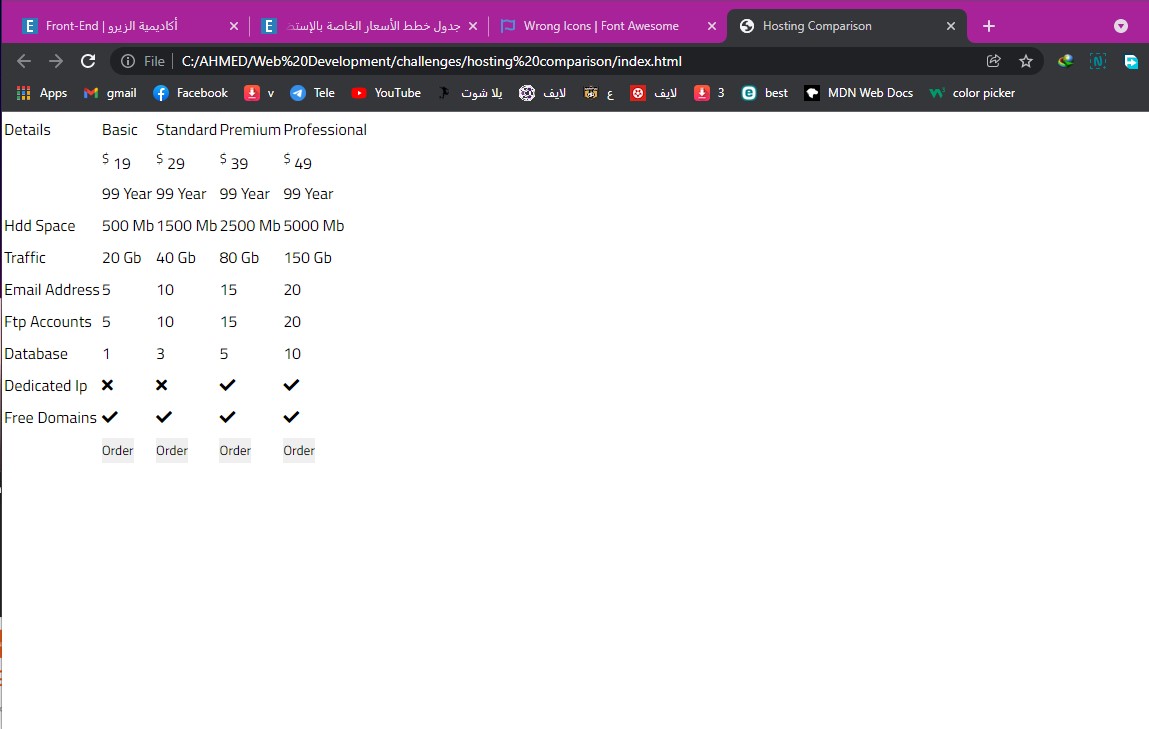 Front-End | أكاديمية الزيرو
جدول خطط الأسعار الخاصة بالإستض
Wrong Icons | Font Awesome
Hosting Comparison
File C:/AHMED/Web%20Development/challenges/hosting%20comparison/index.html
Apps gmail Facebook v Tele YouTube يلا شوت لايف ع لايف 3 best MDN Web Docs color picker
Details Basic Standard Premium Professional
$ 19 $ 29 $ 39 $ 49
99 Year 99 Year 99 Year 99 Year
Hdd Space 500 Mb 1500 Mb 2500 Mb 5000 Mb
Traffic 20 Gb 40 Gb 80 Gb 150 Gb
Email Address 5 10 15 20
Ftp Accounts 5 10 15 20
Database 1 3 5 10
Dedicated Ip
Free Domains
Order Order Order Order